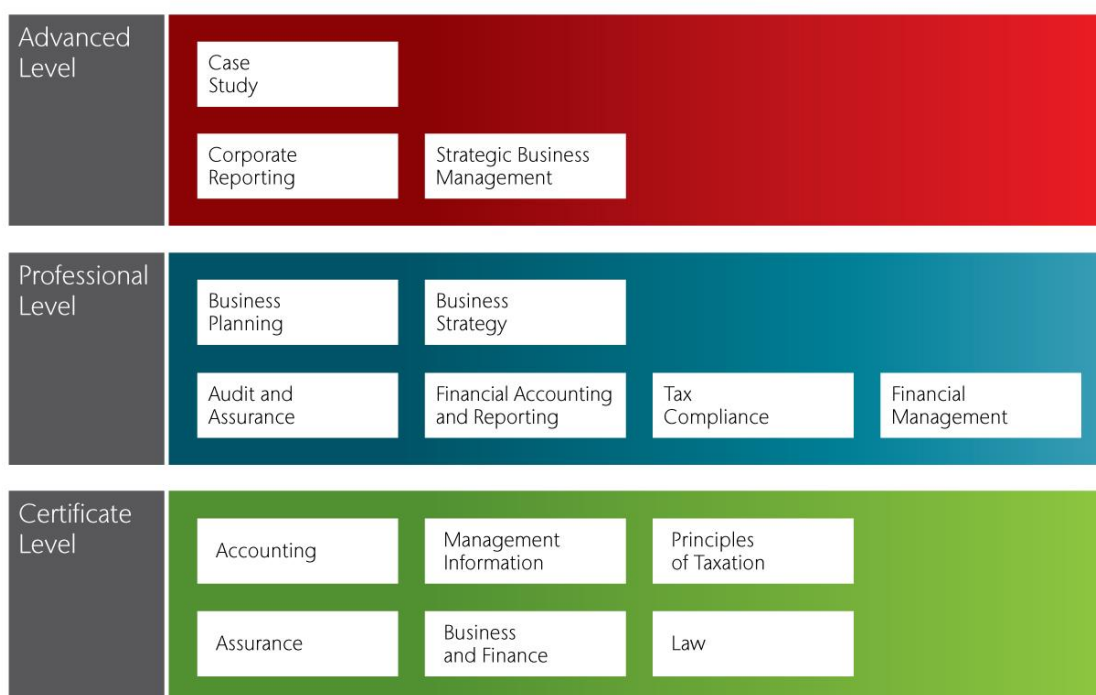 Advanced
Level
Case
Study
Corporate
Reporting
Strategic Business
Management
Professional
Level
Business
Planning
Business
Strategy
Audit and
Assurance
Financial Accounting
and Reporting
Tax
Compliance
Financial
Management
Certificate
Level
Accounting
Management
Information
Principles
of Taxation
Assurance
Business
and Finance
Law